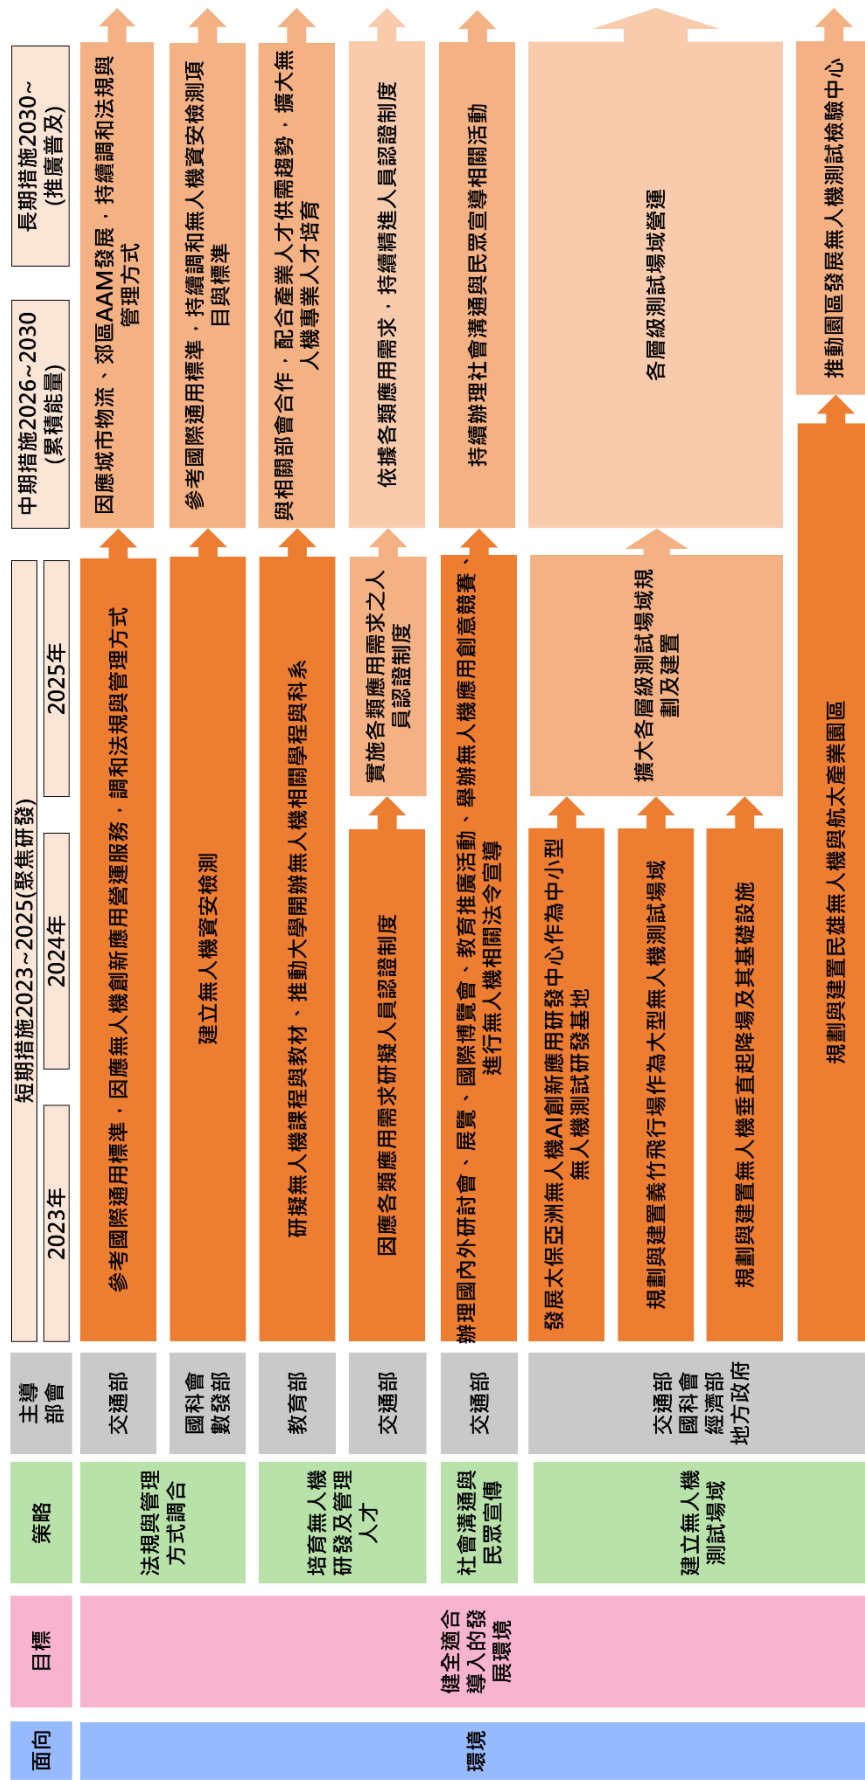 面向
目標
策略
主導
部會
短期措施2023~2025(聚焦研發)
2023年
2024年
2025年
中期措施2026~2030
(累積能量)
長期措施2030~
(推廣普及)
環境
健全適合
導入的發
展環境
法規與管理
方式調合
交通部
參考國際通用標準，因應無人機創新應用營運服務，調和法規與管理方式
因應城市物流、郊區AAM發展，持續調和法規與
管理方式
國科會
數發部
建立無人機資安檢測
參考國際通用標準，持續調和無人機資安檢測項
目與標準
培育無人機
研發及管理
人才
教育部
研擬無人機課程與教材、推動大學開辦無人機相關學程與科系
與相關部會合作，配合產業人才供需趨勢，擴大無
人機專業人才培育
交通部
因應各類應用需求研擬人員認證制度
實施各類應用需求之人
員認證制度
依據各類應用需求，持續精進人員認證制度
社會溝通與
民眾宣傳
交通部
辦理國內外研討會、展覽、國際博覽會、教育推廣活動、舉辦無人機應用創意競賽、
進行無人機相關法令宣導
持續辦理社會溝通與民眾宣導相關活動
建立無人機
測試場域
交通部
國科會
經濟部
地方政府
發展太保亞洲無人機AI創新應用研發中心作為中小型
無人機測試研發基地
規劃與建置義竹飛行場作為大型無人機測試場域
規劃與建置無人機垂直起降場及其基礎設施
擴大各層級測試場域規
劃及建置
各層級測試場域營運
規劃與建置民雄無人機與航太產業園區
推動園區發展無人機測試檢驗中心